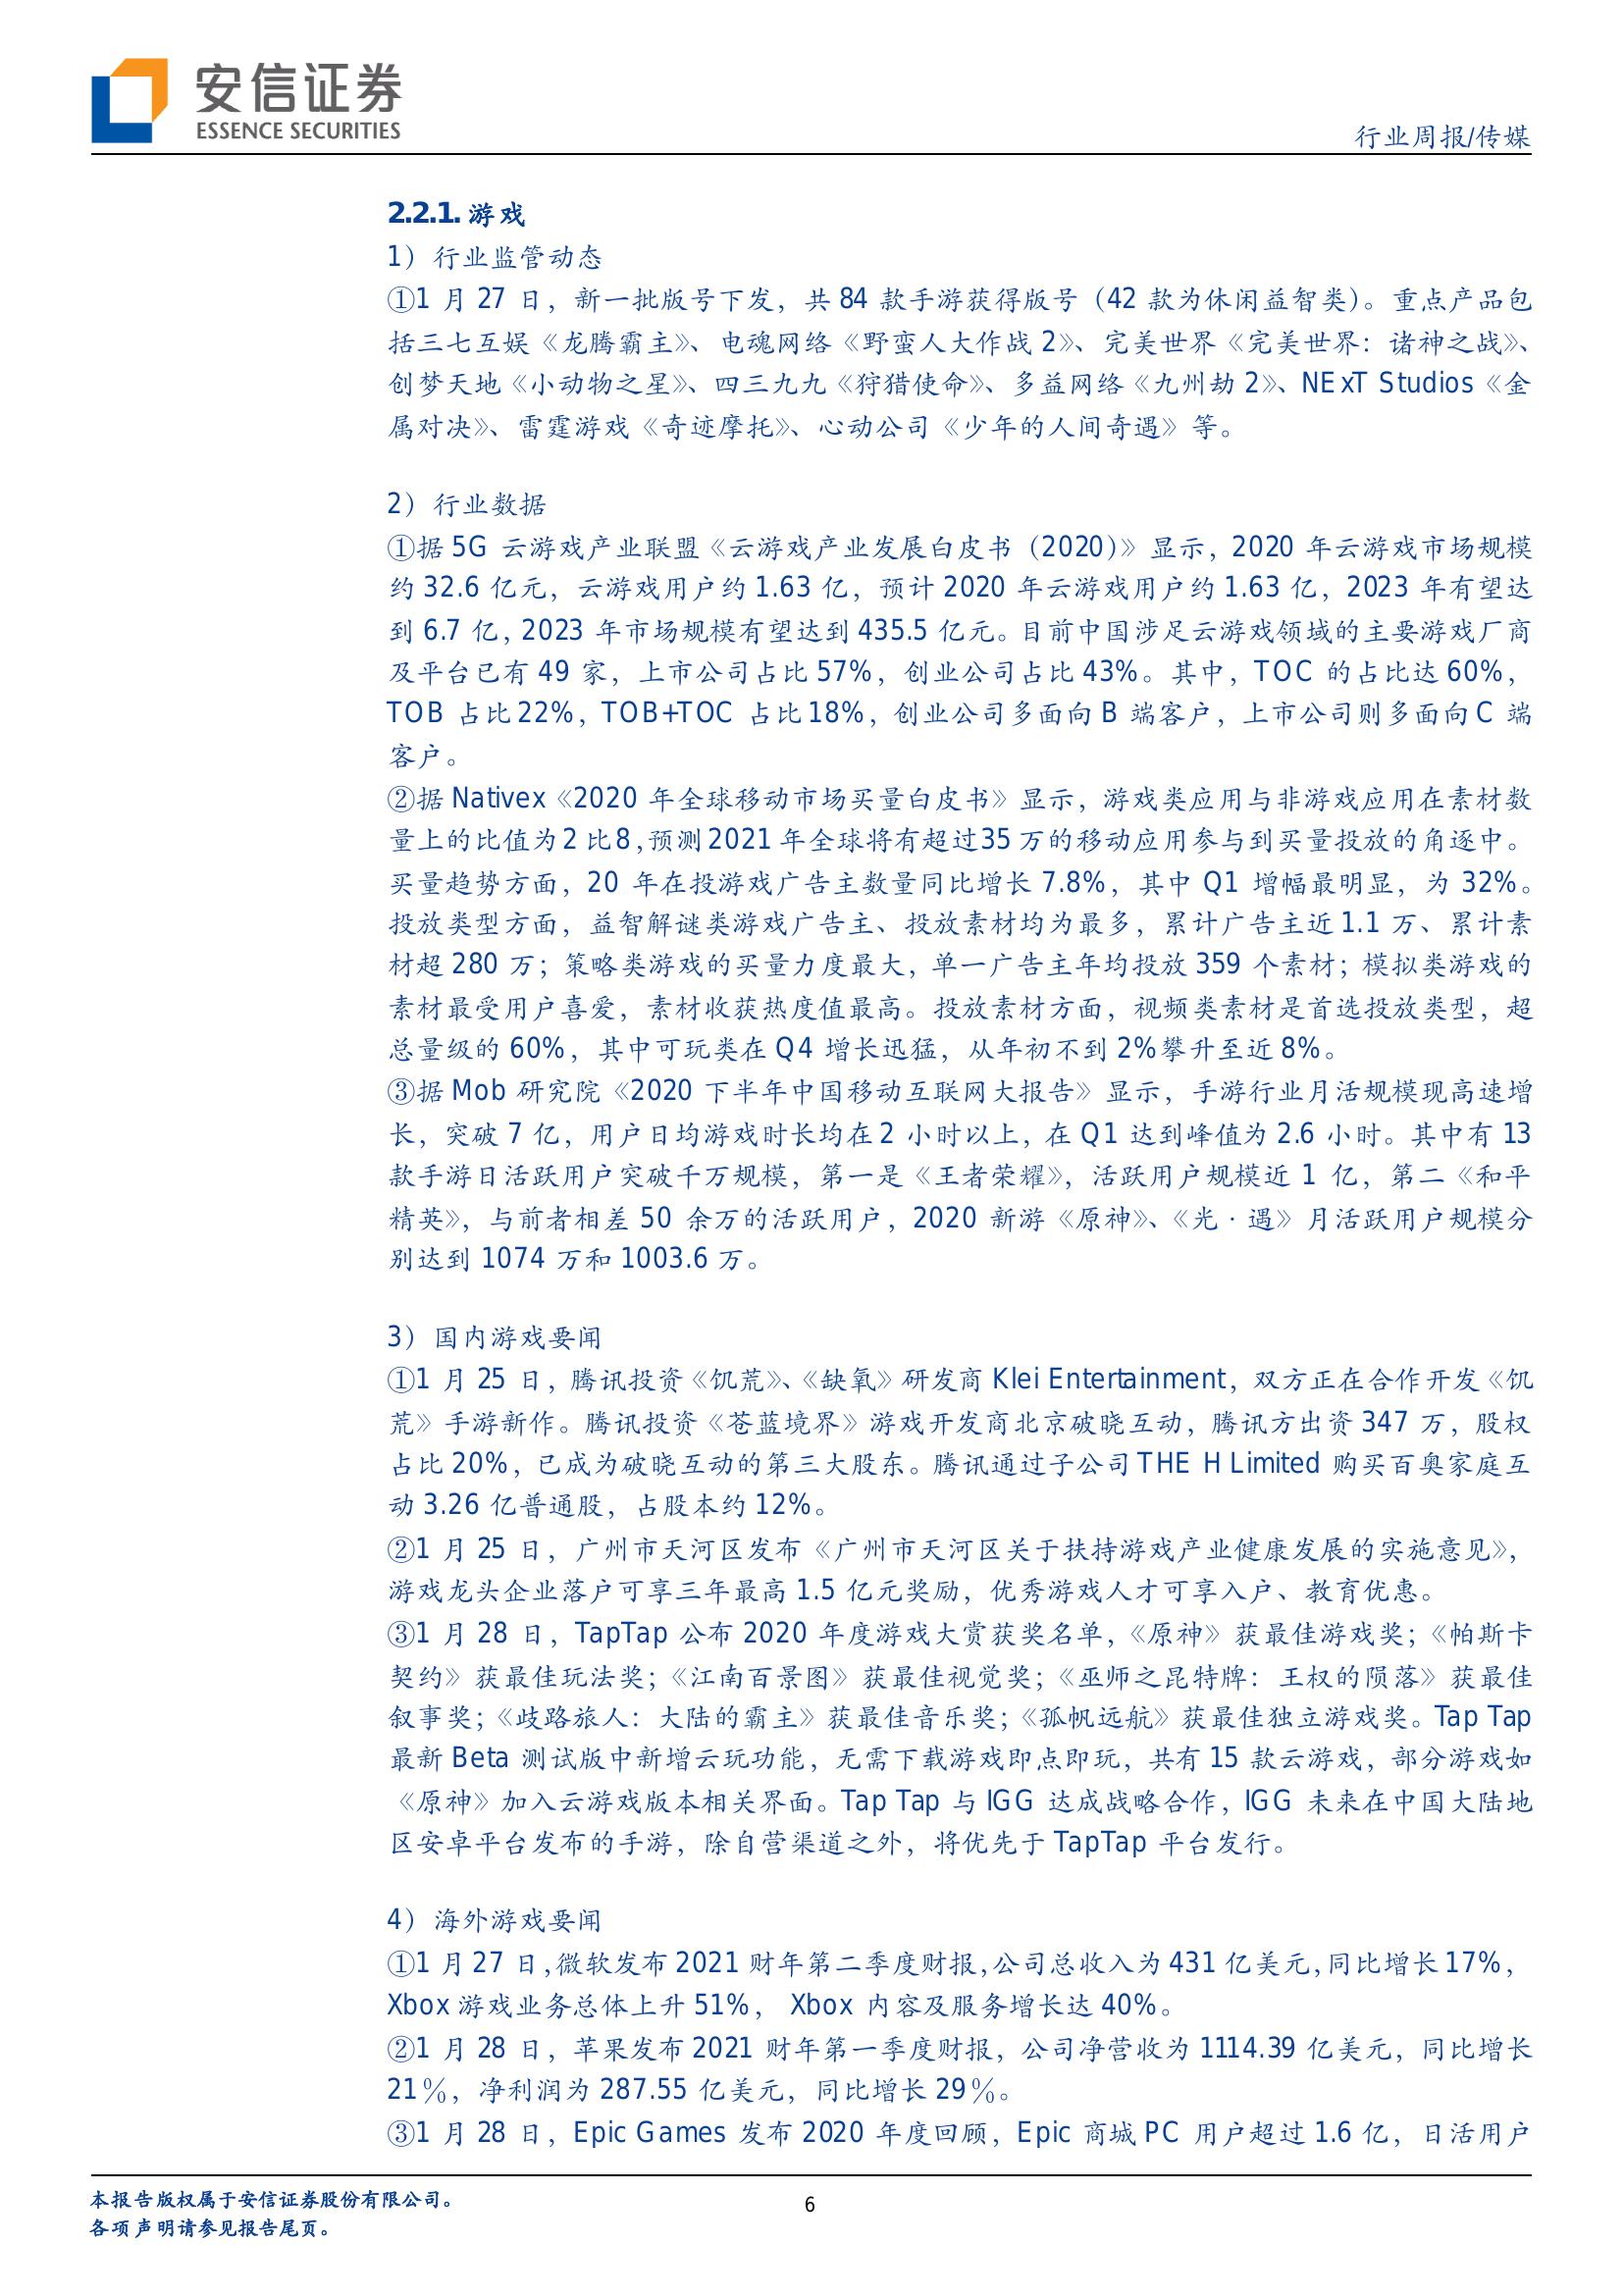 安信证券
ESSENCE SECURITIES
行业周报/传媒
2.2.1. 游戏
1）行业监管动态
①1 月 27 日，新一批版号下发，共 84 款手游获得版号（42 款为休闲益智类）。重点产品包
括三七互娱《龙腾霸主》、电魂网络《野蛮人大作战 2》、完美世界《完美世界：诸神之战》、
创梦天地《小动物之星》、四三九九《狩猎使命》、多益网络《九州劫 2》、NExT Studios《金
属对决》、雷霆游戏《奇迹摩托》、心动公司《少年的人间奇遇》等。
2）行业数据
①据 5G 云游戏产业联盟《云游戏产业发展白皮书（2020）》显示，2020 年云游戏市场规模
约 32.6 亿元，云游戏用户约 1.63 亿，预计 2020 年云游戏用户约 1.63 亿，2023 年有望达
到 6.7 亿，2023 年市场规模有望达到 435.5 亿元。目前中国涉足云游戏领域的主要游戏厂商
及平台已有 49 家，上市公司占比 57%，创业公司占比 43%。其中，TOC 的占比达 60%，
TOB 占比 22%，TOB+TOC 占比 18%，创业公司多面向 B 端客户，上市公司则多面向 C 端
客户。
②据 Nativex《2020 年全球移动市场买量白皮书》显示，游戏类应用与非游戏应用在素材数
量上的比值为 2 比 8，预测 2021 年全球将有超过 35 万的移动应用参与到买量投放的角逐中。
买量趋势方面，20 年在投游戏广告主数量同比增长 7.8%，其中 Q1 增幅最明显，为 32%。
投放类型方面，益智解谜类游戏广告主、投放素材均为最多，累计广告主近 1.1 万、累计素
材超 280 万；策略类游戏的买量力度最大，单一广告主年均投放 359 个素材；模拟类游戏的
素材最受用户喜爱，素材收获热度值最高。投放素材方面，视频类素材是首选投放类型，超
总量级的 60%，其中可玩类在 Q4 增长迅猛，从年初不到 2%攀升至近 8%。
③据 Mob 研究院《2020 下半年中国移动互联网大报告》显示，手游行业月活规模现高速增
长，突破 7 亿，用户日均游戏时长均在 2 小时以上，在 Q1 达到峰值为 2.6 小时。其中有 13
款手游日活跃用户突破千万规模，第一是《王者荣耀》，活跃用户规模近 1 亿，第二《和平
精英》，与前者相差 50 余万的活跃用户，2020 新游《原神》、《光·遇》月活跃用户规模分
别达到 1074 万和 1003.6 万。
3）国内游戏要闻
①1 月 25 日，腾讯投资《饥荒》、《缺氧》研发商 Klei Entertainment，双方正在合作开发《饥
荒》手游新作。腾讯投资《苍蓝境界》游戏开发商北京破晓互动，腾讯方出资 347 万，股权
占比 20%，已成为破晓互动的第三大股东。腾讯通过子公司 THE H Limited 购买百奥家庭互
动 3.26 亿普通股，占股本约 12%。
②1 月 25 日，广州市天河区发布《广州市天河区关于扶持游戏产业健康发展的实施意见》，
游戏龙头企业落户可享三年最高 1.5 亿元奖励，优秀游戏人才可享入户、教育优惠。
③1 月 28 日，TapTap 公布 2020 年度游戏大赏获奖名单，《原神》获最佳游戏奖；《帕斯卡
契约》获最佳玩法奖；《江南百景图》获最佳视觉奖；《巫师之昆特牌：王权的陨落》获最佳
叙事奖；《歧路旅人：大陆的霸主》获最佳音乐奖；《孤帆远航》获最佳独立游戏奖。Tap Tap
最新 Beta 测试版中新增云玩功能，无需下载游戏即点即玩，共有 15 款云游戏，部分游戏如
《原神》加入云游戏版本相关界面。Tap Tap 与 IGG 达成战略合作，IGG 未来在中国大陆地
区安卓平台发布的手游，除自营渠道之外，将优先于 TapTap 平台发行。
4）海外游戏要闻
①1 月 27 日，微软发布 2021 财年第二季度财报，公司总收入为 431 亿美元，同比增长 17%，
Xbox 游戏业务总体上升 51%， Xbox 内容及服务增长达 40%。
②1 月 28 日，苹果发布 2021 财年第一季度财报，公司净营收为 1114.39 亿美元，同比增长
21％，净利润为 287.55 亿美元，同比增长 29％。
③1 月 28 日，Epic Games 发布 2020 年度回顾，Epic 商城 PC 用户超过 1.6 亿，日活用户
本报告版权属于安信证券股份有限公司。
各项声明请参见报告尾页。
6